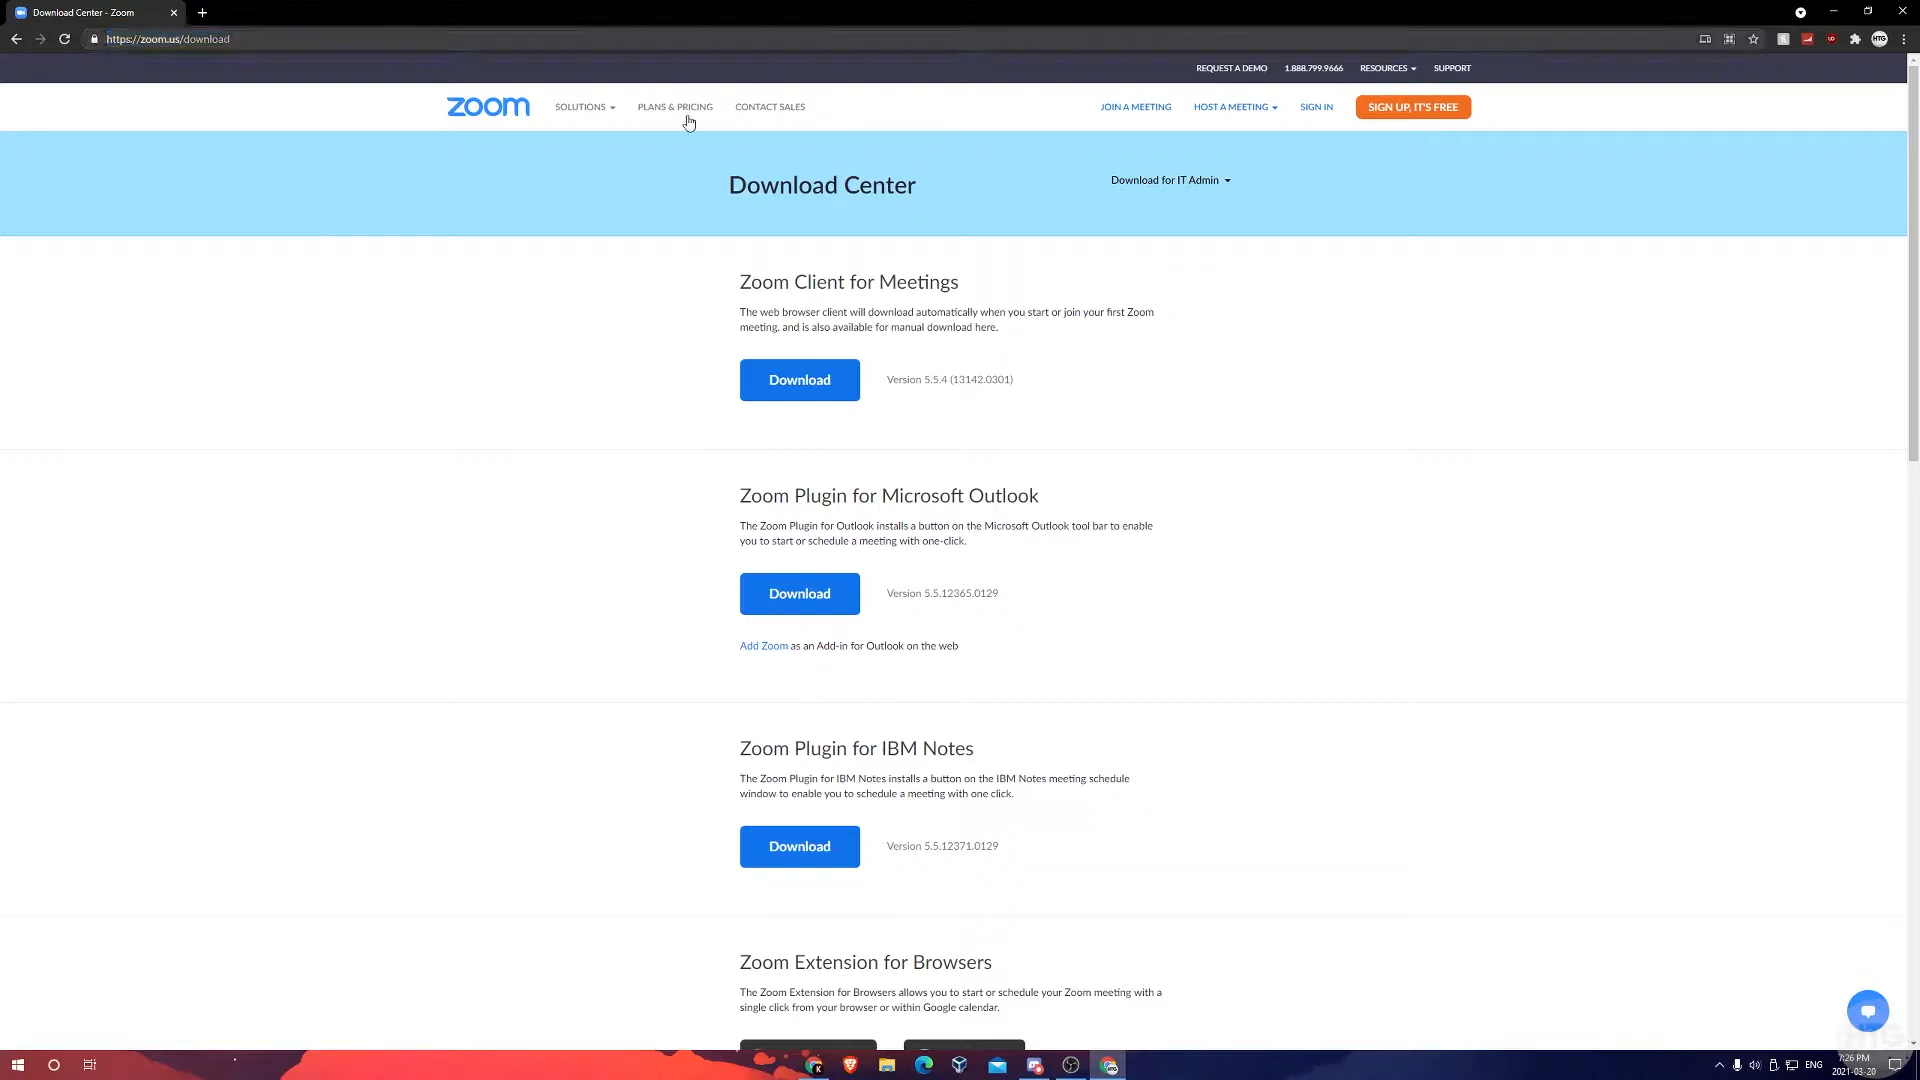 Download Center - Zoom
https://zoom.us/download
REQUEST A DEMO 1.888.799.9666 RESOURCES SUPPORT
zoom SOLUTIONS PLANS & PRICING CONTACT SALES JOIN A MEETING HOST A MEETING SIGN IN SIGN UP, IT'S FREE
Download Center
Download for IT Admin
Zoom Client for Meetings
The web browser client will download automatically when you start or join your first Zoom
meeting, and is also available for manual download here.
Download Version 5.5.4 (13142.0301)
Zoom Plugin for Microsoft Outlook
The Zoom Plugin for Outlook installs a button on the Microsoft Outlook tool bar to enable
you to start or schedule a meeting with one-click.
Download Version 5.5.12365.0129
Add Zoom as an Add-in for Outlook on the web
Zoom Plugin for IBM Notes
The Zoom Plugin for IBM Notes installs a button on the IBM Notes meeting schedule
window to enable you to schedule a meeting with one click.
Download Version 5.5.12371.0129
Zoom Extension for Browsers
The Zoom Extension for Browsers allows you to start or schedule your Zoom meeting with a
single click from your browser or within Google calendar.
HTG
ENG
7:26 PM
2021-03-20